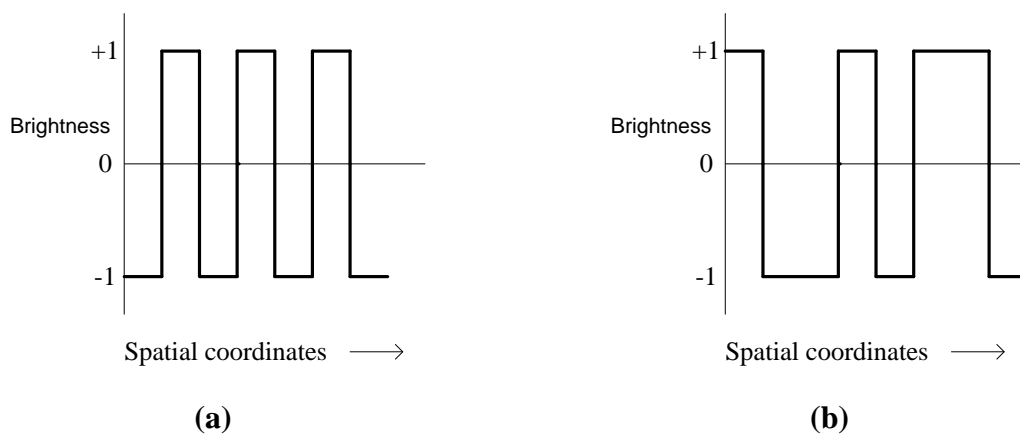 +1
Brightness
0
-1
Spatial coordinates
(a)
+1
Brightness
0
-1
Spatial coordinates
(b)